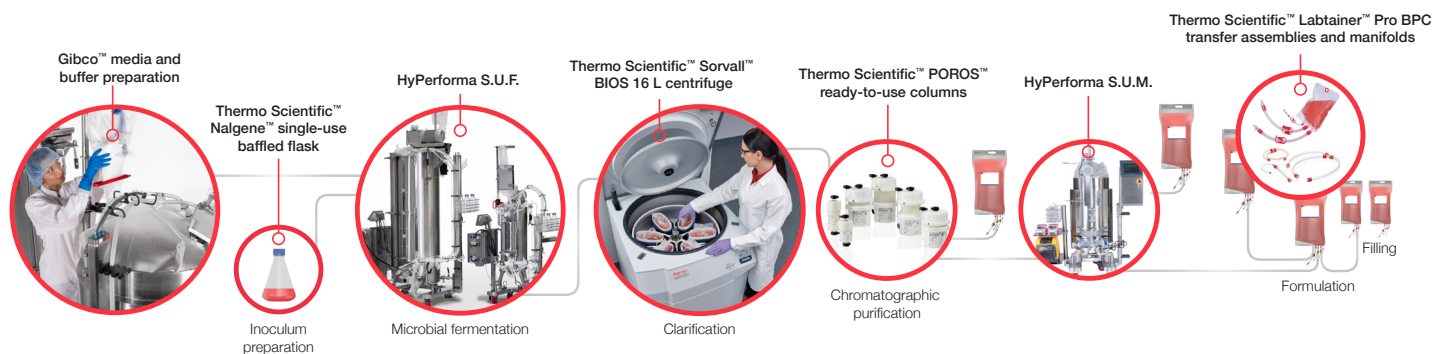 Gibco™ media and
buffer preparation
Thermo Scientific™
Nalgene™ single-use
baffled flask
Inoculum
preparation
HyPerforma S.U.F.
Microbial fermentation
Thermo Scientific™ Sorvall™
BIOS 16 L centrifuge
Clarification
Thermo Scientific™ POROS™
ready-to-use columns
Chromatographic
purification
HyPerforma S.U.M.
Thermo Scientific™ Labtainer™ Pro BPC
transfer assemblies and manifolds
Filling
Formulation